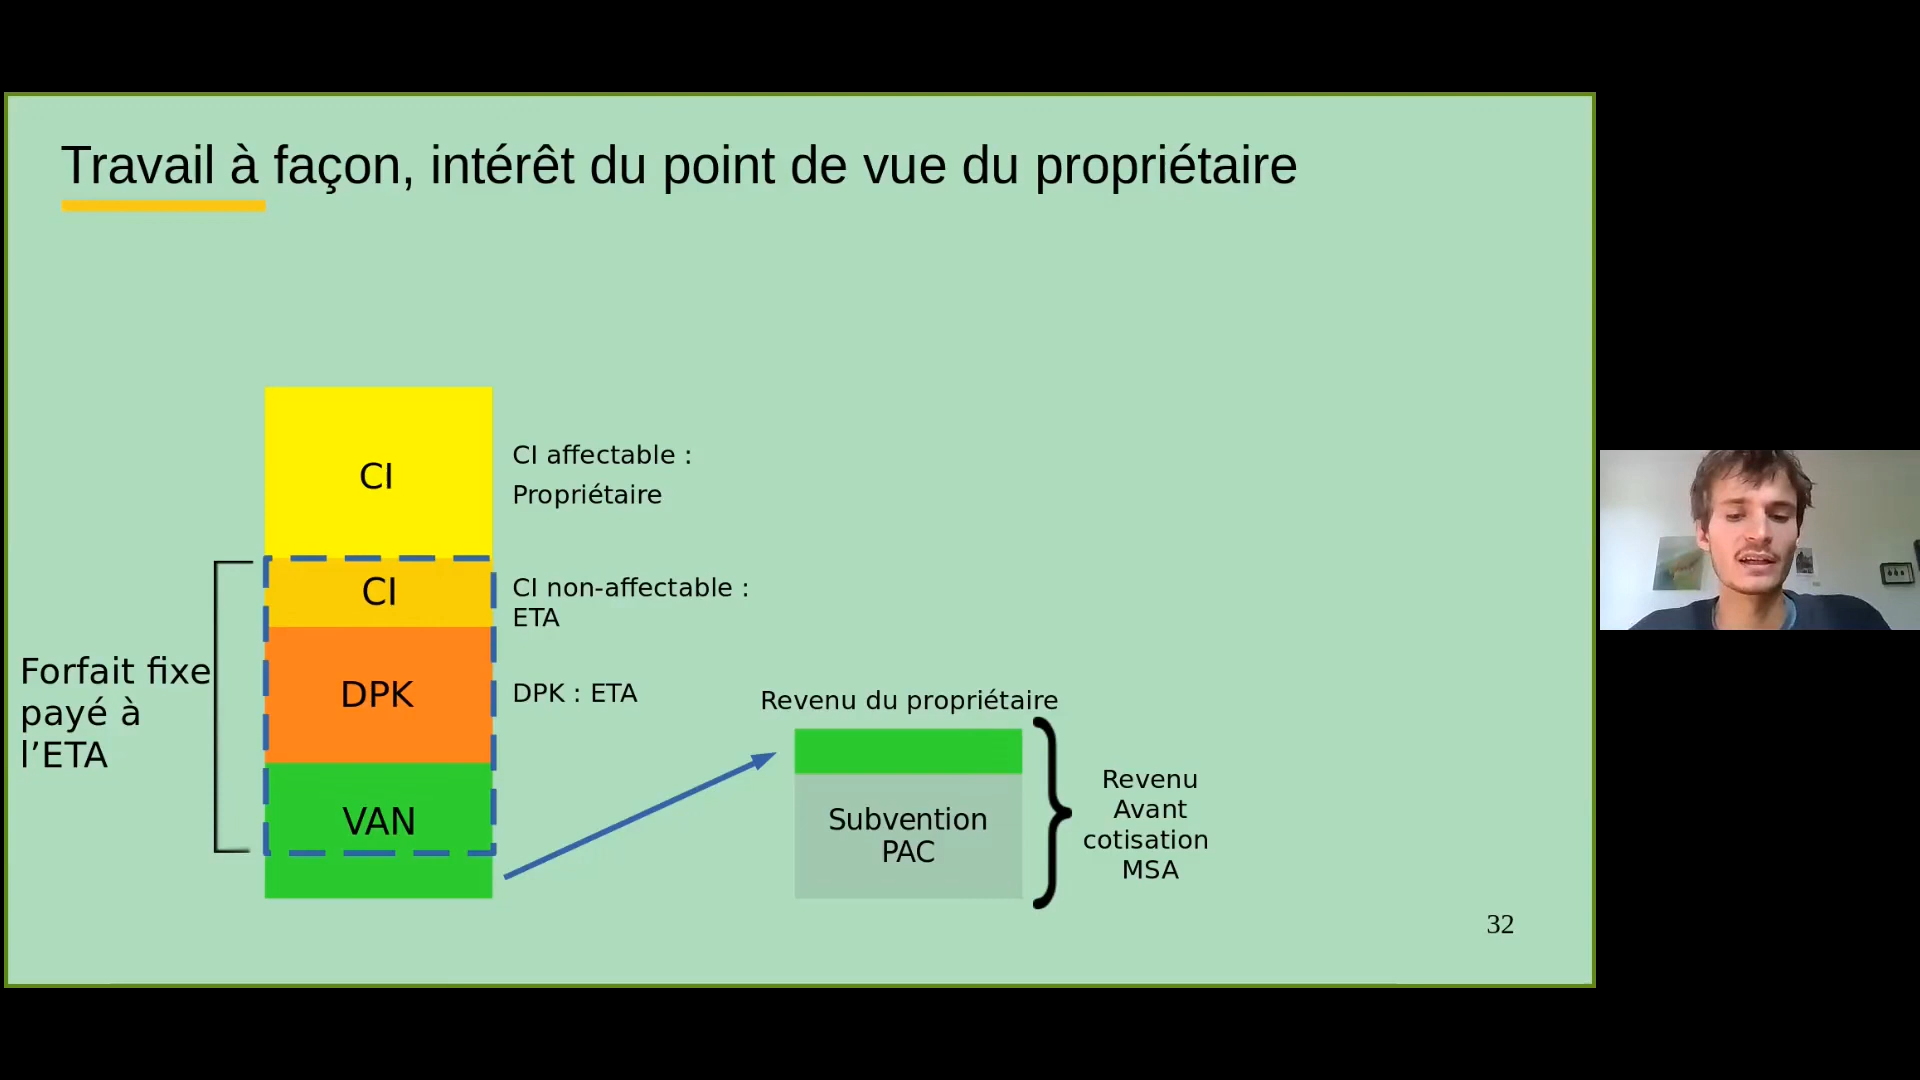 Travail à façon, intérêt du point de vue du propriétaire
CI
CI affectable :
Propriétaire
CI
CI non-affectable :
ETA
Forfait fixe
payé à
l’ETA
DPK
DPK : ETA
VAN
Revenu du propriétaire
Subvention
PAC
Revenu
Avant
cotisation
MSA
32